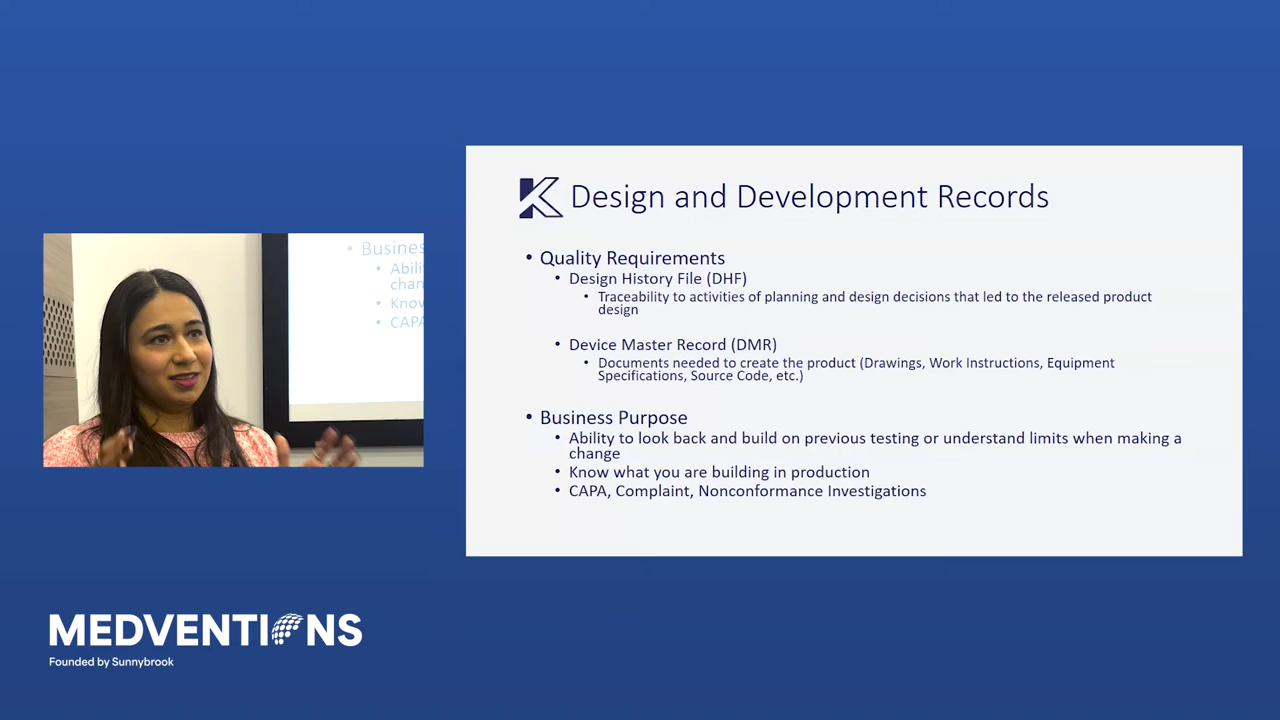 Design and Development Records
• Quality Requirements
• Design History File (DHF)
• Traceability to activities of planning and design decisions that led to the released product
design
• Device Master Record (DMR)
• Documents needed to create the product (Drawings, Work Instructions, Equipment
Specifications, Source Code, etc.)
• Business Purpose
• Ability to look back and build on previous testing or understand limits when making a
change
• Know what you are building in production
• CAPA, Complaint, Nonconformance Investigations
• Busines
• Abili
chan
• Know
• CAPA
MEDVENTIONS
Founded by Sunnybrook